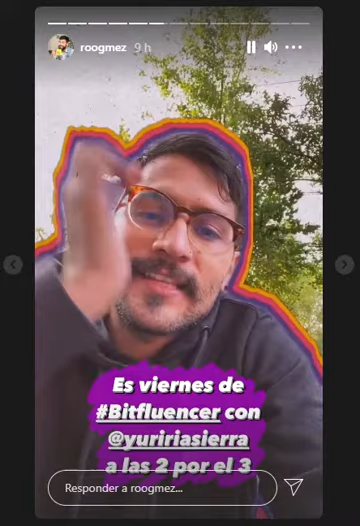 roogmez 9 h
Es viernes de
#Bitfluencer con
@yuririasierra
a las 2 por el 3
Responder a roogmez...